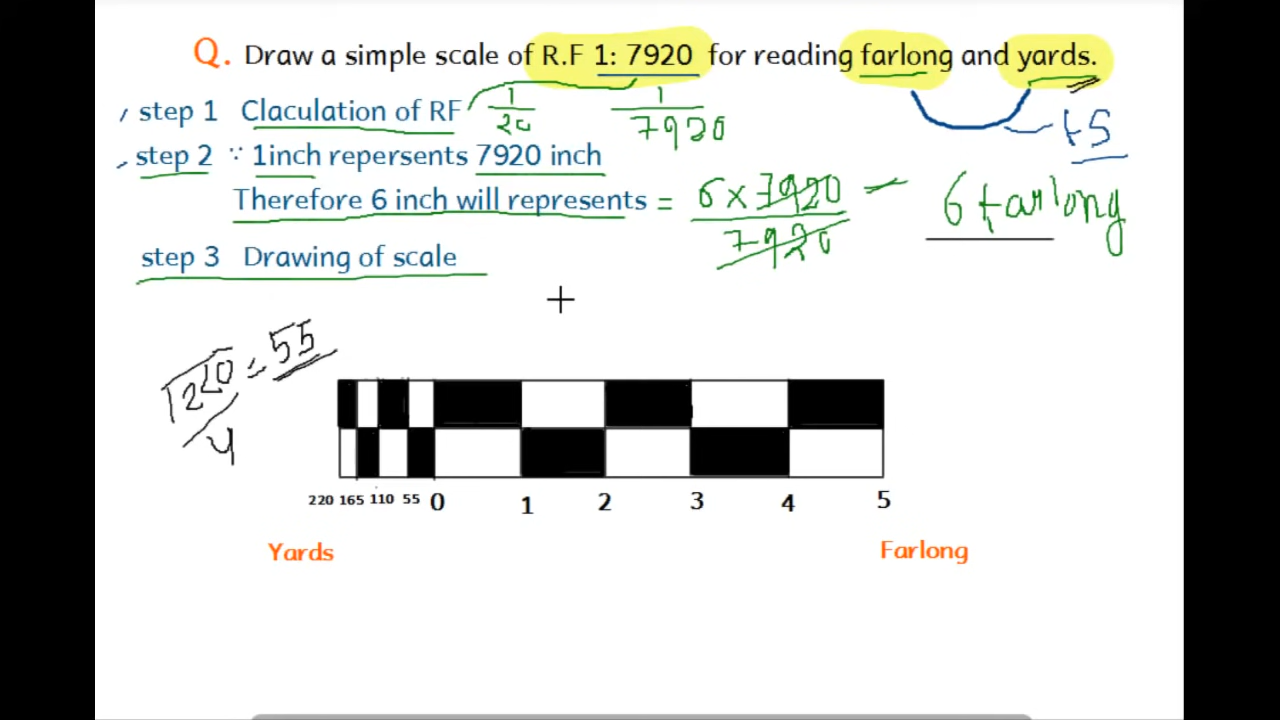 Q. Draw a simple scale of R.F 1: 7920 for reading farlong and yards.
step 1 Claculation of RF 1/20 1/7920
step 2 ∵ 1inch repersents 7920 inch
Therefore 6 inch will represents = 6 × 7920 / 7920 = 6 farlong
step 3 Drawing of scale
220 / 4 = 55
220 165 110 55 0 1 2 3 4 5
Yards Farlong